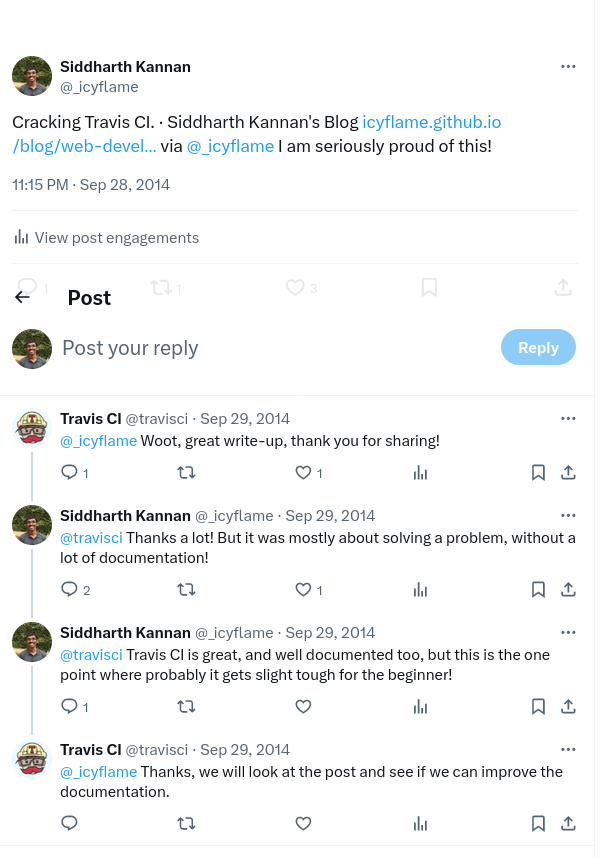 Siddharth Kannan
@_icyflame
Cracking Travis CI. · Siddharth Kannan's Blog icyflame.github.io
/blog/web-devel... via @_icyflame I am seriously proud of this!
11:15 PM · Sep 28, 2014
View post engagements
1 1 3
Post
Post your reply
Reply
Travis CI @travisci · Sep 29, 2014
@_icyflame Woot, great write-up, thank you for sharing!
1 1
Siddharth Kannan @_icyflame · Sep 29, 2014
@travisci Thanks a lot! But it was mostly about solving a problem, without a
lot of documentation!
2 1
Siddharth Kannan @_icyflame · Sep 29, 2014
@travisci Travis CI is great, and well documented too, but this is the one
point where probably it gets slight tough for the beginner!
1
Travis CI @travisci · Sep 29, 2014
@_icyflame Thanks, we will look at the post and see if we can improve the
documentation.